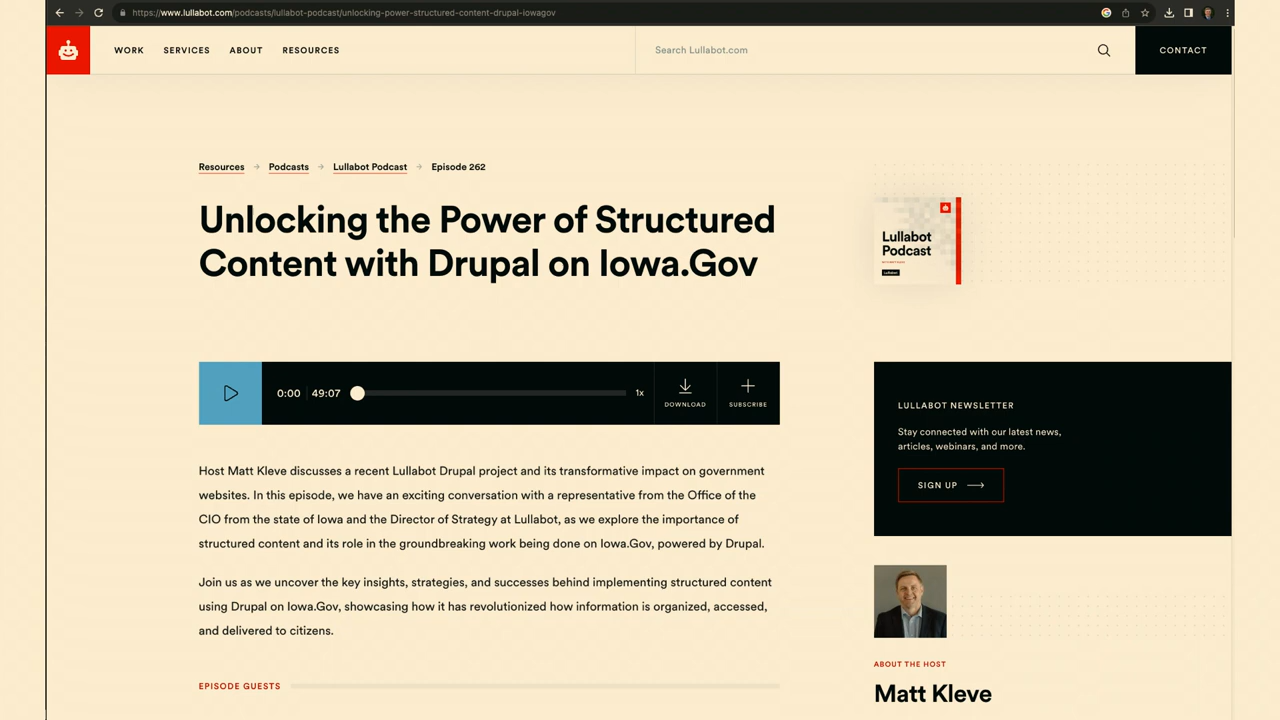 https://www.lullabot.com/podcasts/lullabot-podcast/unlocking-power-structured-content-drupal-iowagov
WORK SERVICES ABOUT RESOURCES
Search Lullabot.com
CONTACT
Resources → Podcasts → Lullabot Podcast → Episode 262
Unlocking the Power of Structured
Content with Drupal on Iowa.Gov
Lullabot
Podcast
Lullabot
0:00 49:07 1x
DOWNLOAD
SUBSCRIBE
Host Matt Kleve discusses a recent Lullabot Drupal project and its transformative impact on government
websites. In this episode, we have an exciting conversation with a representative from the Office of the
CIO from the state of Iowa and the Director of Strategy at Lullabot, as we explore the importance of
structured content and its role in the groundbreaking work being done on Iowa.Gov, powered by Drupal.
Join us as we uncover the key insights, strategies, and successes behind implementing structured content
using Drupal on Iowa.Gov, showcasing how it has revolutionized how information is organized, accessed,
and delivered to citizens.
EPISODE GUESTS
LULLABOT NEWSLETTER
Stay connected with our latest news,
articles, webinars, and more.
SIGN UP
ABOUT THE HOST
Matt Kleve